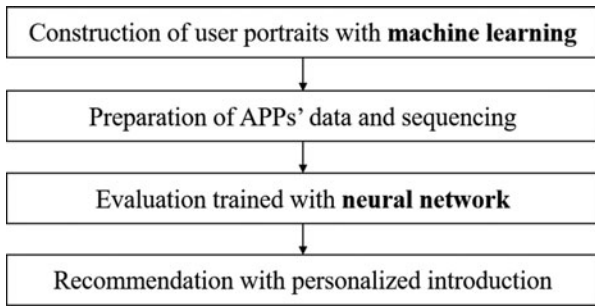 Construction of user portraits with machine learning
Preparation of APPs’ data and sequencing
Evaluation trained with neural network
Recommendation with personalized introduction